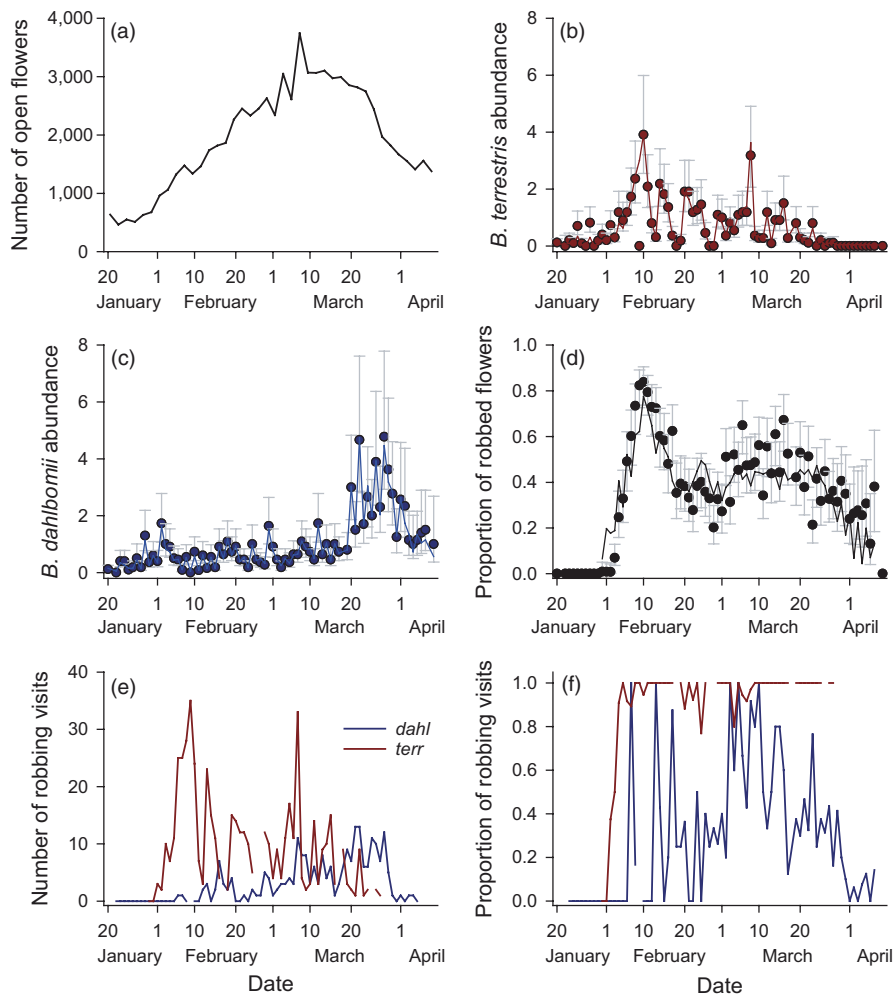 (a)
Number of open flowers
4,000
3,000
2,000
1,000
0
20 1 10 20 1 10 20 1
January February March April
(b)
B. terrestris abundance
8
6
4
2
0
20 1 10 20 1 10 20 1
January February March April
(c)
B. dahlbomii abundance
8
6
4
2
0
20 1 10 20 1 10 20 1
January February March April
(d)
Proportion of robbed flowers
1.0
0.8
0.6
0.4
0.2
0.0
20 1 10 20 1 10 20 1
January February March April
(e)
Number of robbing visits
40
30
20
10
0
dahl
terr
20 1 10 20 1 10 20 1
January February March April
Date
(f)
Proportion of robbing visits
1.0
0.8
0.6
0.4
0.2
0.0
20 1 10 20 1 10 20 1
January February March April
Date